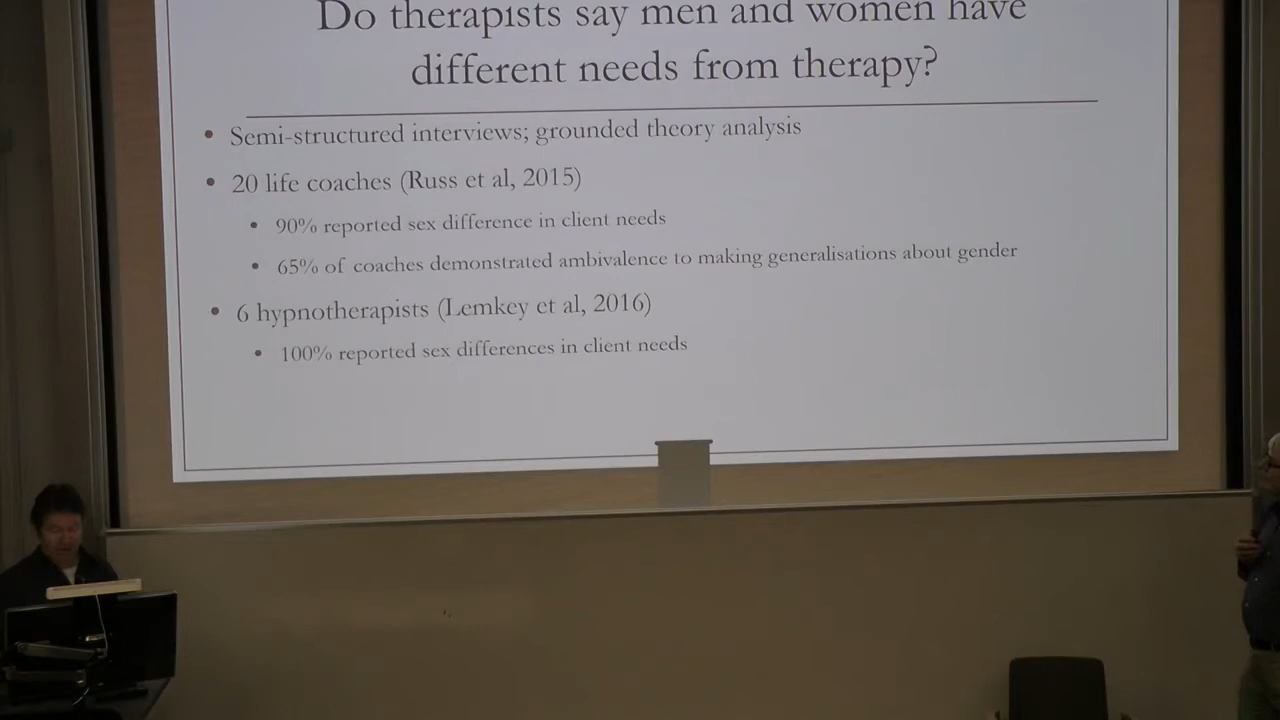 Do therapists say men and women have
different needs from therapy?
• Semi-structured interviews; grounded theory analysis
• 20 life coaches (Russ et al, 2015)
• 90% reported sex difference in client needs
• 65% of coaches demonstrated ambivalence to making generalisations about gender
• 6 hypnotherapists (Lemkey et al, 2016)
• 100% reported sex differences in client needs